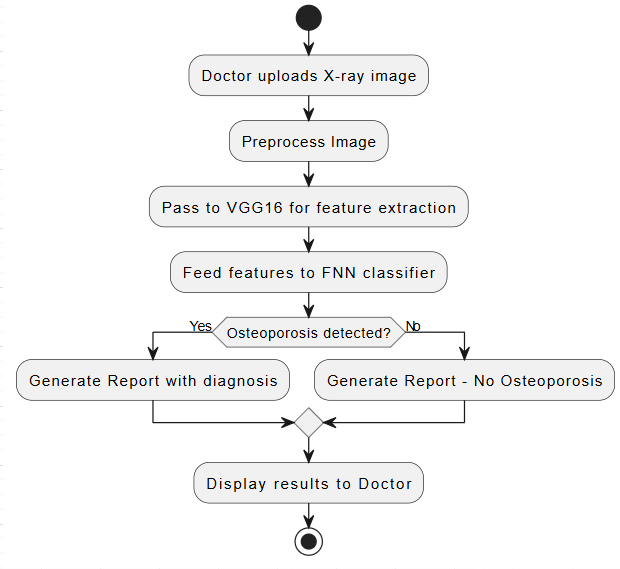 Doctor uploads X-ray image
Preprocess Image
Pass to VGG16 for feature extraction
Feed features to FNN classifier
Yes
Osteoporosis detected?
No
Generate Report with diagnosis
Generate Report - No Osteoporosis
Display results to Doctor